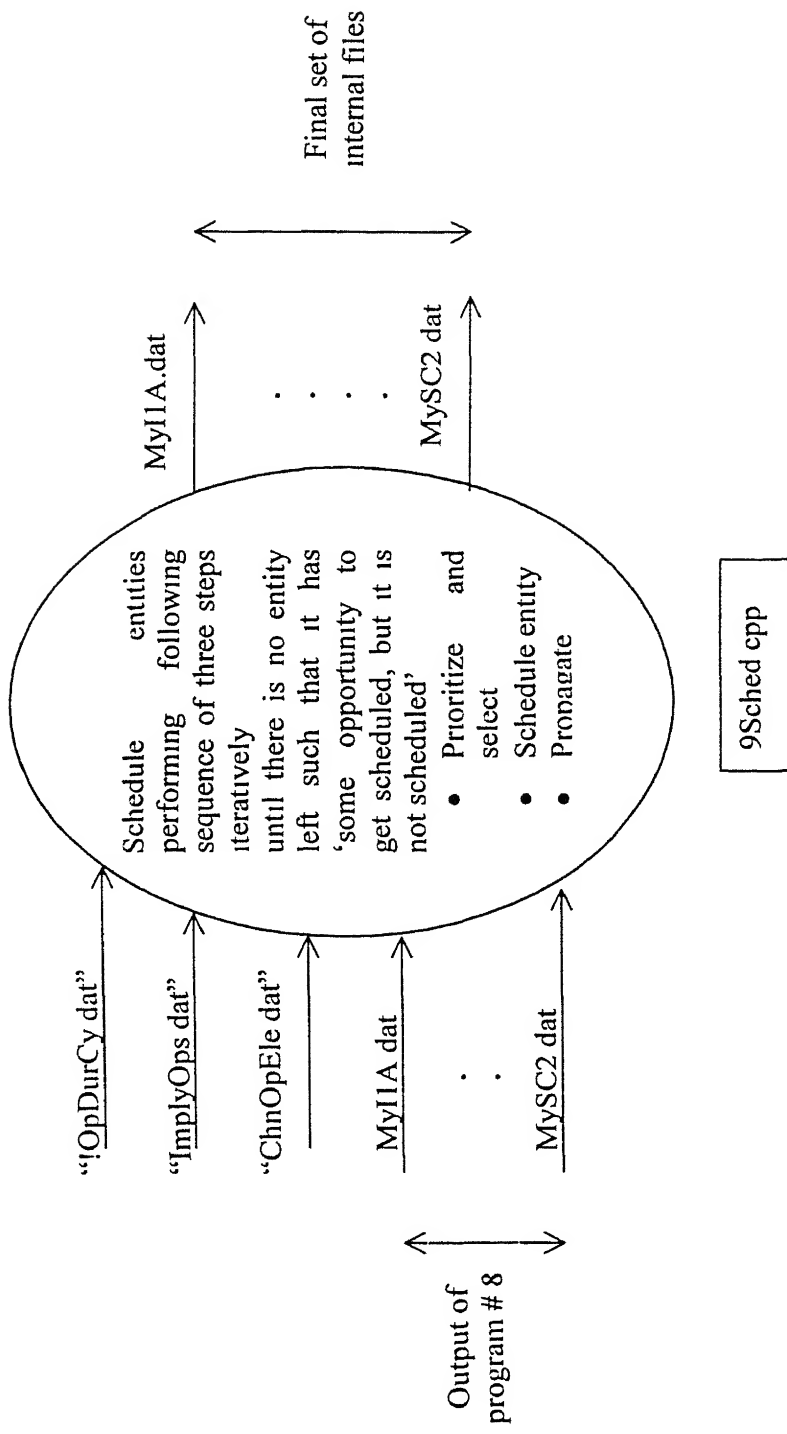 “!OpDurCy dat”
“ImplyOps dat”
“ChnOpEle dat”
MyI1A dat
MySC2 dat
Output of
program # 8
Schedule entities
performing following
sequence of three steps
iteratively
until there is no entity
left such that it has
‘some opportunity to
get scheduled, but it is
not scheduled’
• Prioritize and
select
• Schedule entity
• Propagate
MyI1A.dat
MySC2 dat
Final set of
internal files
9Sched cpp